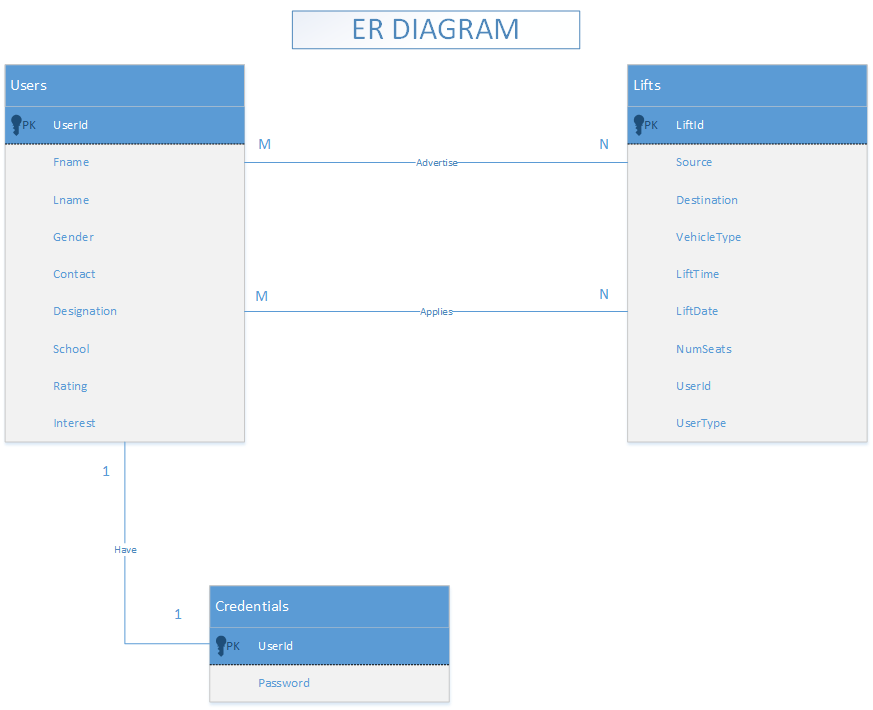 ER DIAGRAM
Users
PK UserId
Fname
Lname
Gender
Contact
Designation
School
Rating
Interest
M
Advertise
N
M
Applies
N
Lifts
PK LiftId
Source
Destination
VehicleType
LiftTime
LiftDate
NumSeats
UserId
UserType
1
Have
1
Credentials
PK UserId
Password